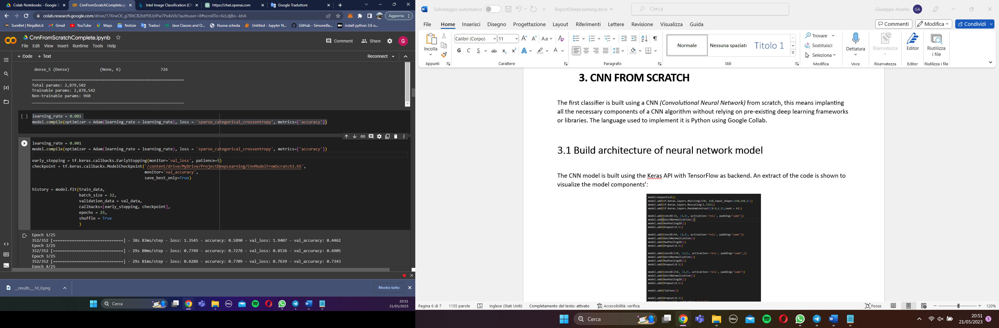 Colab Notebooks - Google D
CnnFromScratchComplete.ip
Intel Image Classification (CN
https://chat.openai.com
Google Traduttore
colab.research.google.com/drive/17XrwCK_g78ItCB2btP0UzIPw7Px4sVIz?authuser=8#scrollTo=6cLdjBo--khA
Aggiorna
SureBet | NinjaBet.it
Gmail
YouTube
Maps
Notizie
Traduci
Java Classes and O...
Nuova scheda
Untitled - Jupyter N...
GitHub - SimoneBa...
install python 3.6 o...
CnnFromScratchComplete.ipynb
Comment
Share
G
File Edit View Insert Runtime Tools Help
+ Code + Text
Reconnect
dense_5 (Dense) (None, 6) 726
=================================================================
Total params: 2,879,502
Trainable params: 2,878,542
Non-trainable params: 960
_________________________________________________________________
[ ] learning_rate = 0.001
model.compile(optimizer = Adam(learning_rate = learning_rate), loss = 'sparse_categorical_crossentropy', metrics=['accuracy'])
learning_rate = 0.001
model.compile(optimizer = Adam(learning_rate = learning_rate), loss = 'sparse_categorical_crossentropy', metrics=['accuracy'])
early_stopping = tf.keras.callbacks.EarlyStopping(monitor='val_loss', patience=5)
checkpoint = tf.keras.callbacks.ModelCheckpoint('/content/drive/MyDrive/ProjectDeepLearning/CnnModelFromScratch3.h5',
monitor='val_accuracy',
save_best_only=True)
history = model.fit(train_data,
batch_size = 32,
validation_data = val_data,
callbacks=[early_stopping, checkpoint],
epochs = 25,
shuffle = True
)
Epoch 1/25
352/352 [==============================] - 38s 83ms/step - loss: 1.3545 - accuracy: 0.5890 - val_loss: 1.9407 - val_accuracy: 0.4462
Epoch 2/25
352/352 [==============================] - 29s 80ms/step - loss: 0.7749 - accuracy: 0.7278 - val_loss: 0.8536 - val_accuracy: 0.6905
Epoch 3/25
352/352 [==============================] - 29s 81ms/step - loss: 0.6286 - accuracy: 0.7709 - val_loss: 0.7639 - val_accuracy: 0.7343
Epoch 4/25
__results___10_0.png
Mostra tutto
Cerca
20:51
21/05/2023
Salvataggio automatico
ReportDeepLearning.docx
Cerca
Giuseppe Aniello
GA
File Home Inserisci Disegno Progettazione Layout Riferimenti Lettere Revisione Visualizza Guida
Commenti
Modifica
Condividi
Incolla
Appunti
Calibri (Corpo)
11
Aa
G C S ab x₂ x²
Carattere
Paragrafo
Normale
Nessuna spaziatu
Titolo 1
Stili
Trovare
Sostituisci
Seleziona
Modifica
Dettatura
Voce
Riservatezza
Riservatezza
Editor
Editor
Riutilizza
i file
Riutilizza i file
3. CNN FROM SCRATCH
The first classifier is built using a CNN (Convolutional Neural Network) from scratch, this means implanting
all the necessary components of a CNN algorithm without relying on pre-existing deep learning frameworks
or libraries. The language used to implement it is Python using Google Collab.
3.1 Build architecture of neural network model
The CNN model is built using the Keras API with TensorFlow as backend. An extract of the code is shown to
visualize the model components':
model=Sequential()
model.add(tf.keras.layers.Resizing(150, 150,input_shape=(150,150,3)))
model.add(tf.keras.layers.Rescaling(1./255))
model.add(tf.keras.layers.RandomContrast([0.9,1.2],seed = 41))
model.add(Conv2D(32, (3,3), activation='relu', padding="same"))
model.add(BatchNormalization())
model.add(MaxPooling2D())
model.add(Dropout(0.1))
model.add(Conv2D(64, (3,3), activation='relu', padding="same"))
model.add(BatchNormalization())
model.add(MaxPooling2D())
model.add(Dropout(0.1))
model.add(Conv2D(128, (3,3), activation='relu', padding="same",))
model.add(BatchNormalization())
model.add(MaxPooling2D())
model.add(Dropout(0.1))
model.add(Conv2D(256, (3,3), activation='relu', padding="same"))
model.add(BatchNormalization())
model.add(MaxPooling2D())
model.add(Dropout(0.1))
model.add(Flatten())
model.add(Dropout(0.3))
Pagina 6 di 7
1155 parole
Inglese (Stati Uniti)
Completamento del testo: attivato
Accessibilità: verifica
Focus
120%
Cerca
20:51
21/05/2023
5